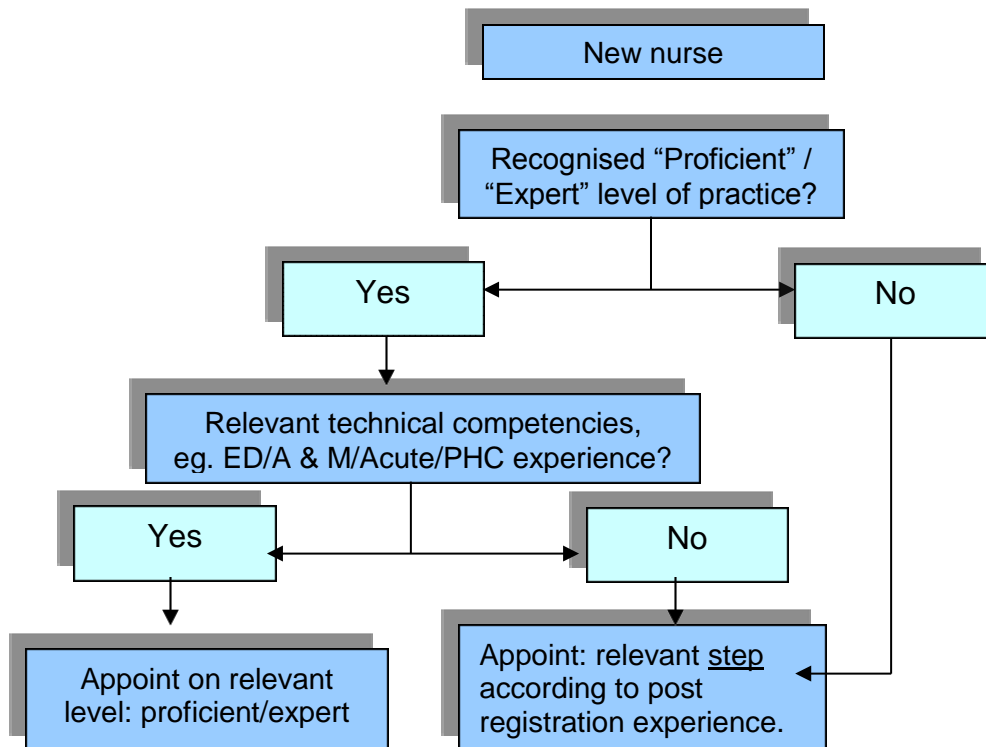 New nurse
Recognised “Proficient” /
“Expert” level of practice?
Yes
No
Relevant technical competencies,
eg. ED/A & M/Acute/PHC experience?
Yes
No
Appoint on relevant
level: proficient/expert
Appoint: relevant step
according to post
registration experience.